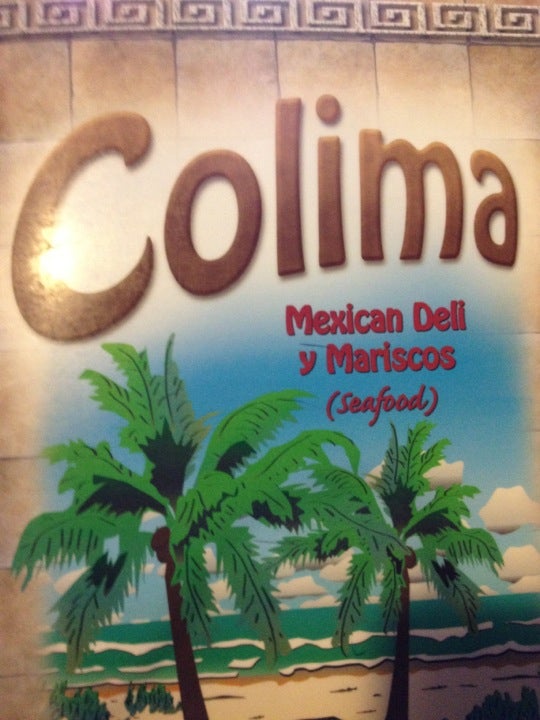 Colima
Mexican Deli
y Mariscos
(Seafood)